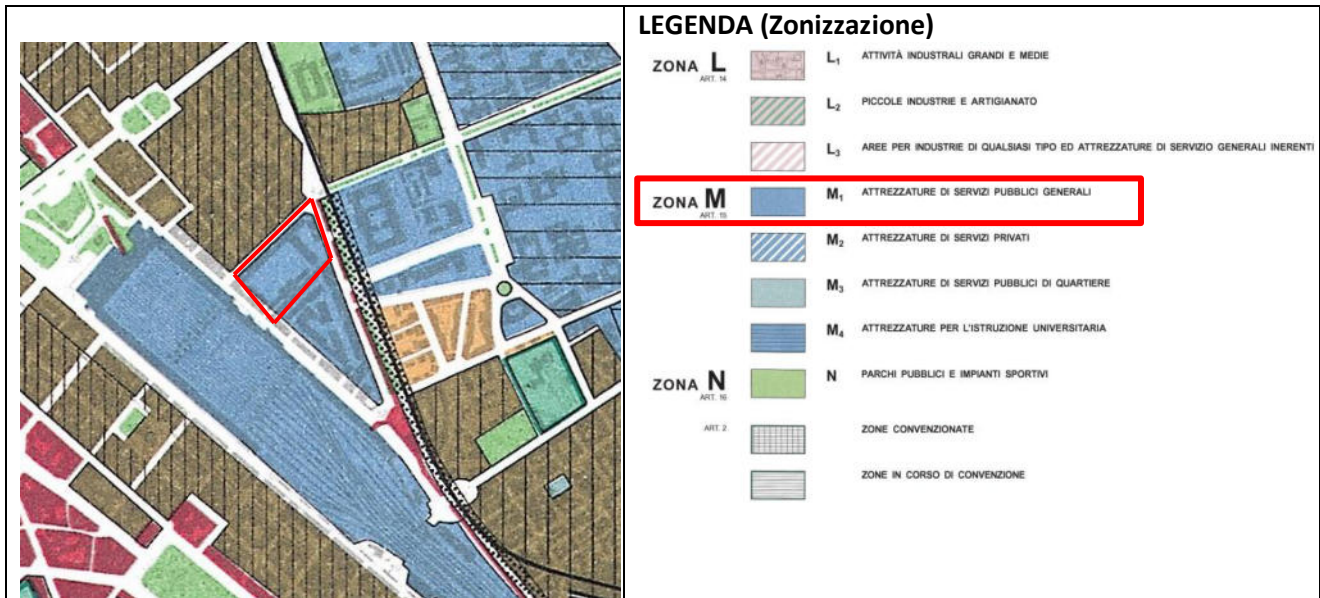 LEGENDA (Zonizzazione)
ZONA L
ART. 14
L1 ATTIVITÀ INDUSTRALI GRANDI E MEDIE
L2 PICCOLE INDUSTRIE E ARTIGIANATO
L3 AREE PER INDUSTRIE DI QUALSIASI TIPO ED ATTREZZATURE DI SERVIZIO GENERALI INERENTI
ZONA M
ART. 15
M1 ATTREZZATURE DI SERVIZI PUBBLICI GENERALI
M2 ATTREZZATURE DI SERVIZI PRIVATI
M3 ATTREZZATURE DI SERVIZI PUBBLICI DI QUARTIERE
M4 ATTREZZATURE PER L'ISTRUZIONE UNIVERSITARIA
ZONA N
ART. 16
N PARCHI PUBBLICI E IMPIANTI SPORTIVI
ART. 2
ZONE CONVENZIONATE
ZONE IN CORSO DI CONVENZIONE